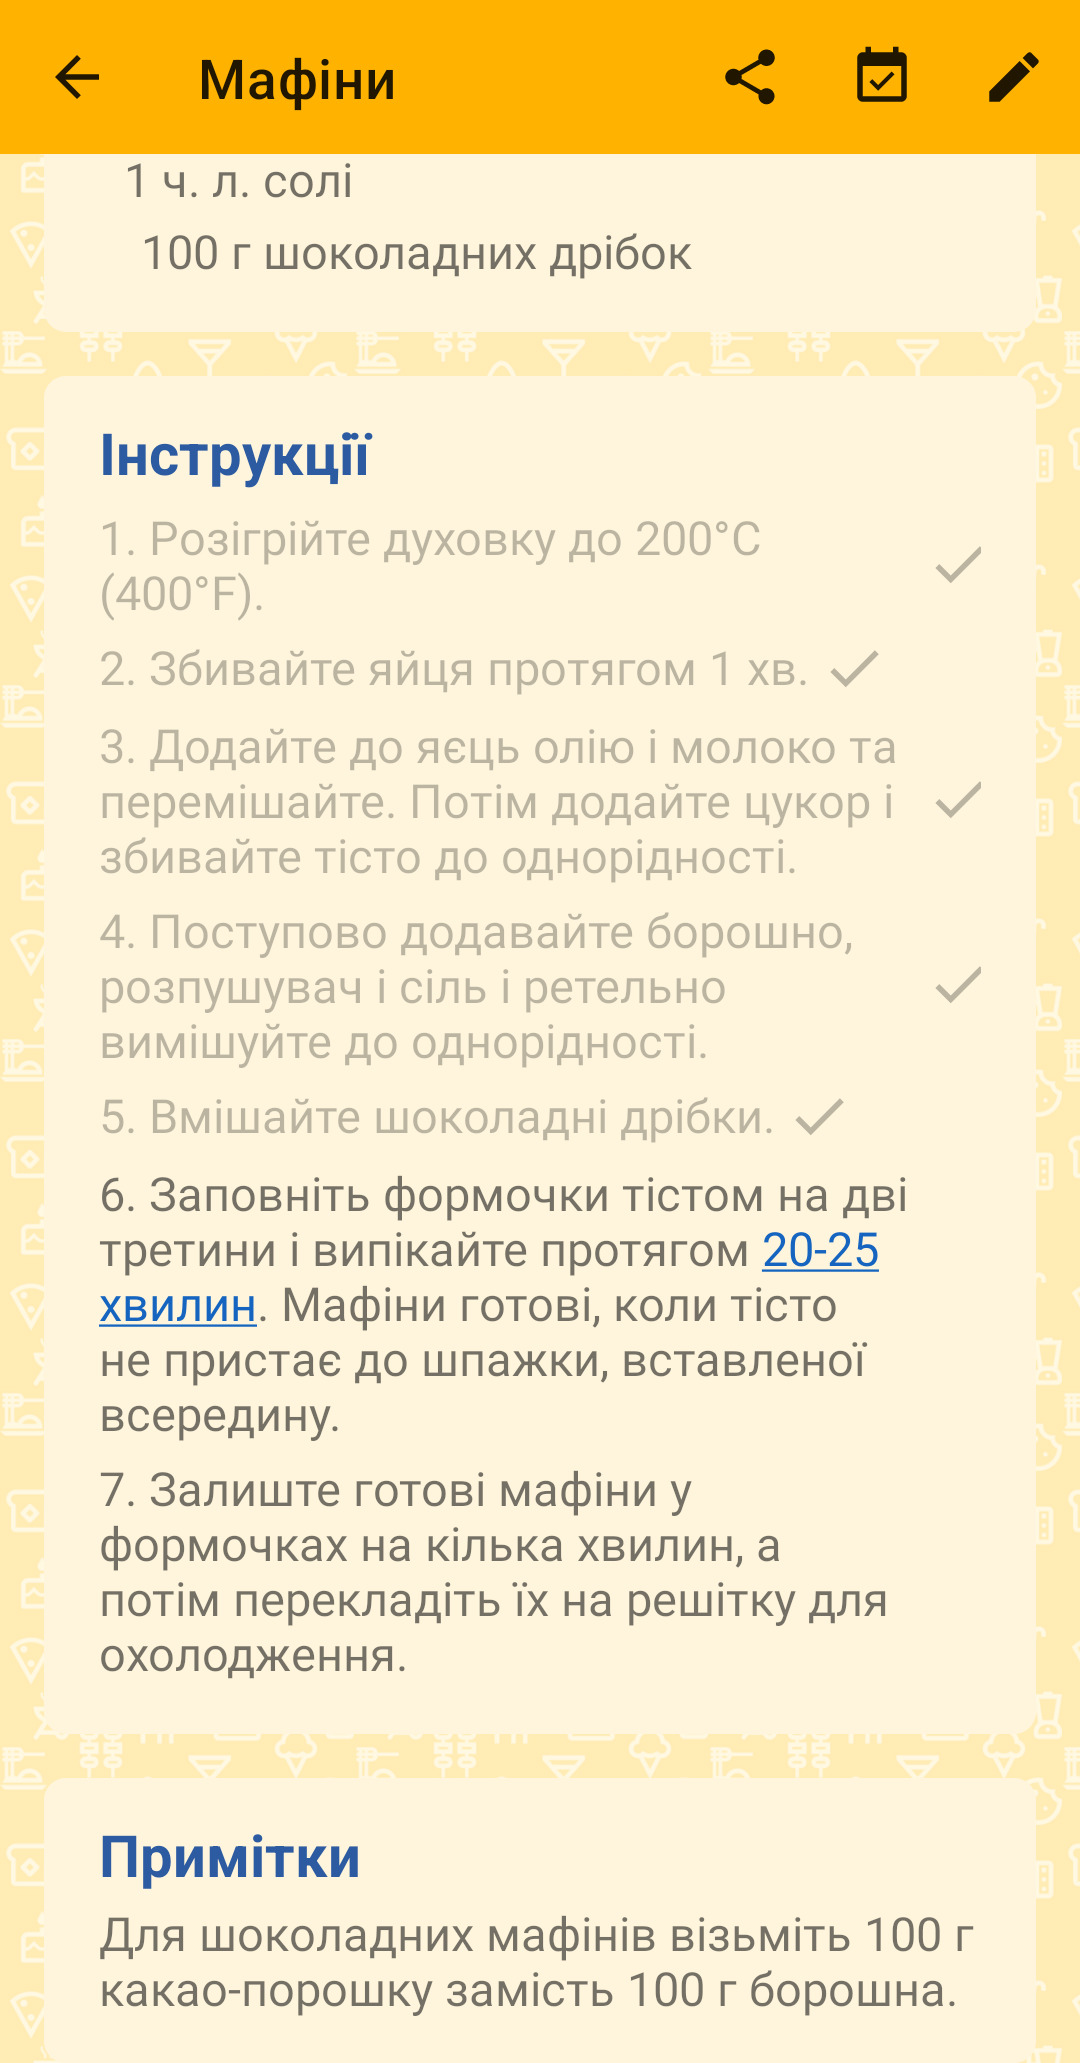 Мафіни
1 ч. л. солі
100 г шоколадних дрібок
Інструкції
1. Розігрійте духовку до 200°C
(400°F).
2. Збивайте яйця протягом 1 хв.
3. Додайте до яєць олію і молоко та
перемішайте. Потім додайте цукор і
збивайте тісто до однорідності.
4. Поступово додавайте борошно,
розпушувач і сіль і ретельно
вимішуйте до однорідності.
5. Вмішайте шоколадні дрібки.
6. Заповніть формочки тістом на дві
третини і випікайте протягом 20-25
хвилин. Мафіни готові, коли тісто
не пристає до шпажки, вставленої
всередину.
7. Залиште готові мафіни у
формочках на кілька хвилин, а
потім перекладіть їх на решітку для
охолодження.
Примітки
Для шоколадних мафінів візьміть 100 г
какао-порошку замість 100 г борошна.